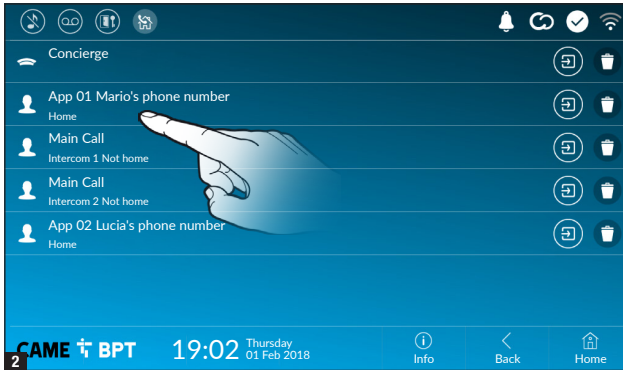 Concierge
App 01 Mario's phone number
Home
Main Call
Intercom 1 Not home
Main Call
Intercom 2 Not home
App 02 Lucia's phone number
Home
2
CAME BPT
19:02
Thursday
01 Feb 2018
Info
Back
Home